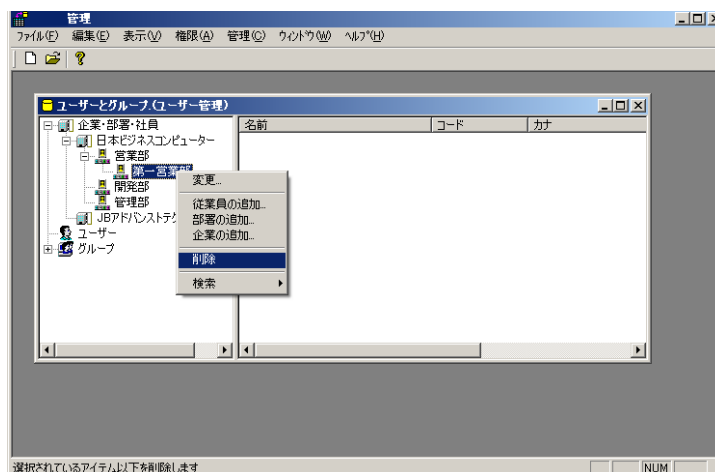 管理
ファイル(F) 編集(E) 表示(V) 権限(A) 管理(C) ウィンドウ(W) ヘルプ(H)
ユーザーとグループ.(ユーザー管理)
企業・部署・社員
日本ビジネスコンピューター
営業部
第一営業部
開発部
管理部
JBアドバンストテク
ユーザー
グループ
名前 コード カナ
変更...
従業員の追加...
部署の追加...
企業の追加...
削除
検索
選択されているアイテム以下を削除します
NUM